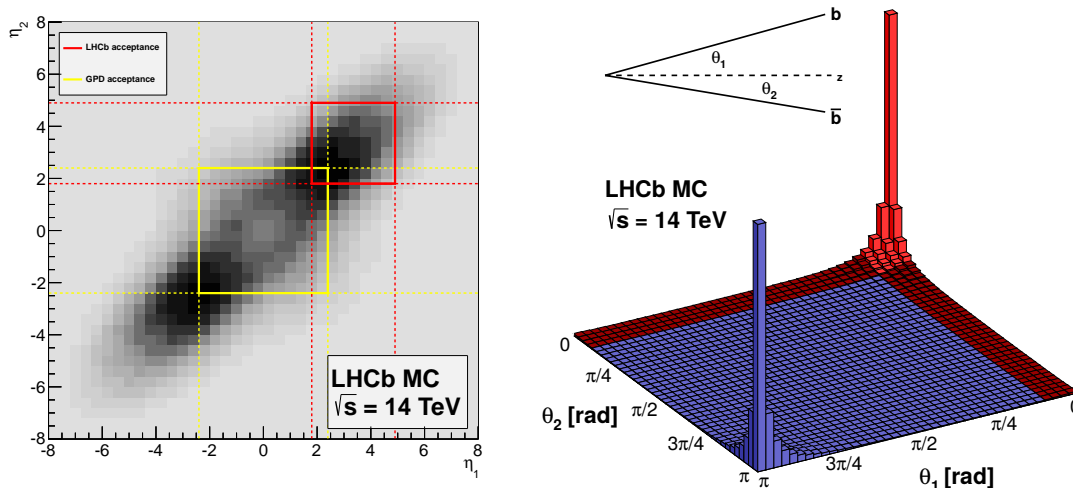 η2
8
6
4
2
0
-2
-4
-6
-8
-8 -6 -4 -2 0 2 4 6 8
η1
LHCb acceptance
GPD acceptance
LHCb MC
√s = 14 TeV
b
θ1
z
θ2
b̄
LHCb MC
√s = 14 TeV
0
π/4
π/2
3π/4
π
θ2 [rad]
π
3π/4
π/2
π/4
0
θ1 [rad]